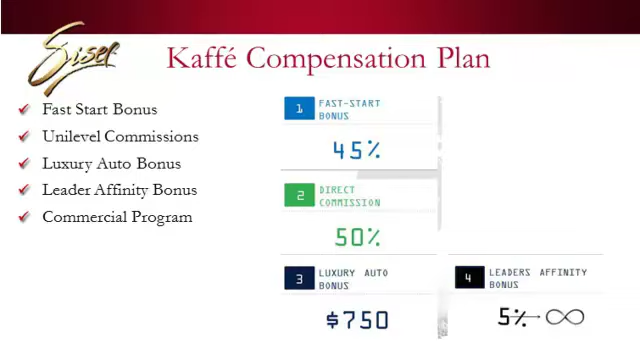 Sisel
Kaffé Compensation Plan
Fast Start Bonus
Unilevel Commissions
Luxury Auto Bonus
Leader Affinity Bonus
Commercial Program
1 FAST-START
BONUS
45%
2 DIRECT
COMMISSION
50%
3 LUXURY AUTO
BONUS
$750
4 LEADERS AFFINITY
BONUS
5%→∞